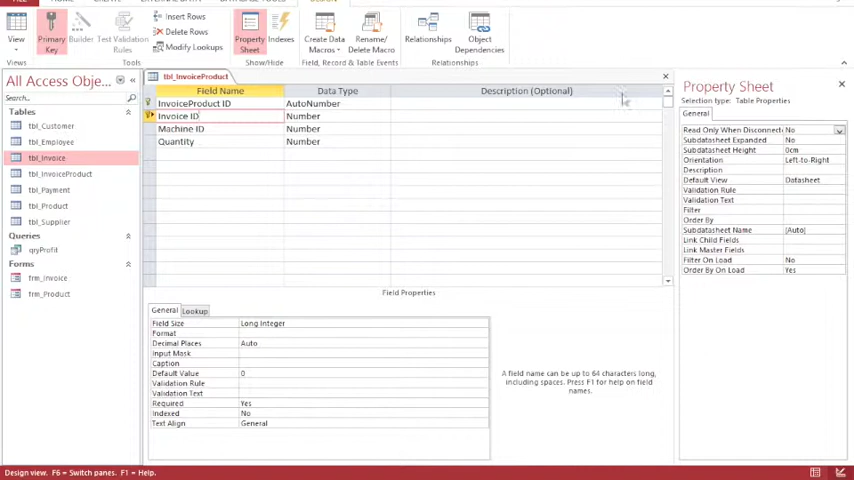 FILE HOME CREATE EXTERNAL DATA DATABASE TOOLS DESIGN
View
Primary Key
Builder
Test Validation Rules
Insert Rows
Delete Rows
Modify Lookups
Property Sheet
Indexes
Create Data Macros
Rename/ Delete Macro
Relationships
Object Dependencies
Views Tools Show/Hide Field, Record & Table Events Relationships
All Access Obje...
Search...
Tables
tbl_Customer
tbl_Employee
tbl_Invoice
tbl_InvoiceProduct
tbl_Payment
tbl_Product
tbl_Supplier
Queries
qryProfit
Forms
frm_Invoice
frm_Product
tbl_InvoiceProduct
Field Name Data Type Description (Optional)
InvoiceProduct ID AutoNumber
Invoice ID Number
Machine ID Number
Quantity Number
Field Properties
General Lookup
Field Size Long Integer
Format
Decimal Places Auto
Input Mask
Caption
Default Value 0
Validation Rule
Validation Text
Required Yes
Indexed No
Text Align General
A field name can be up to 64 characters long,
including spaces. Press F1 for help on field
names.
Property Sheet
Selection type: Table Properties
General
Read Only When Disconnect No
Subdatasheet Expanded No
Subdatasheet Height 0cm
Orientation Left-to-Right
Description
Default View Datasheet
Validation Rule
Validation Text
Filter
Order By
Subdatasheet Name [Auto]
Link Child Fields
Link Master Fields
Filter On Load No
Order By On Load Yes
Design view. F6 = Switch panes. F1 = Help.